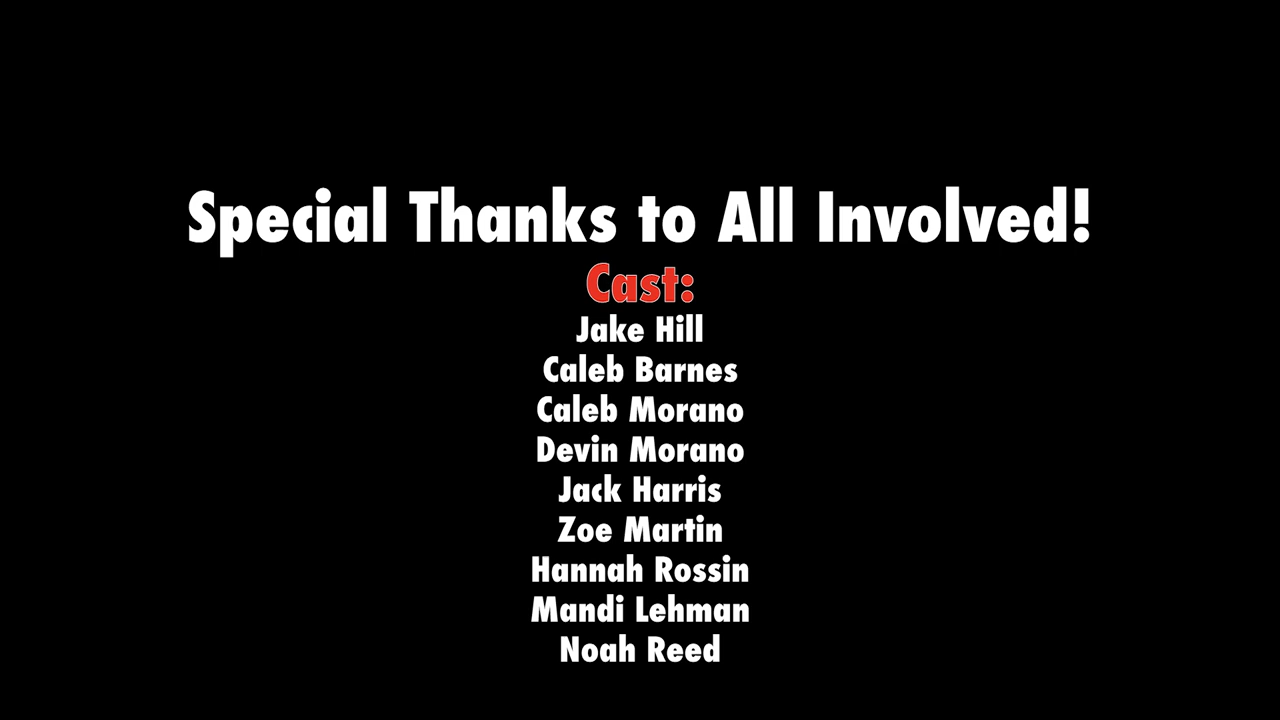 Special Thanks to All Involved!
Cast:
Jake Hill
Caleb Barnes
Caleb Morano
Devin Morano
Jack Harris
Zoe Martin
Hannah Rossin
Mandi Lehman
Noah Reed